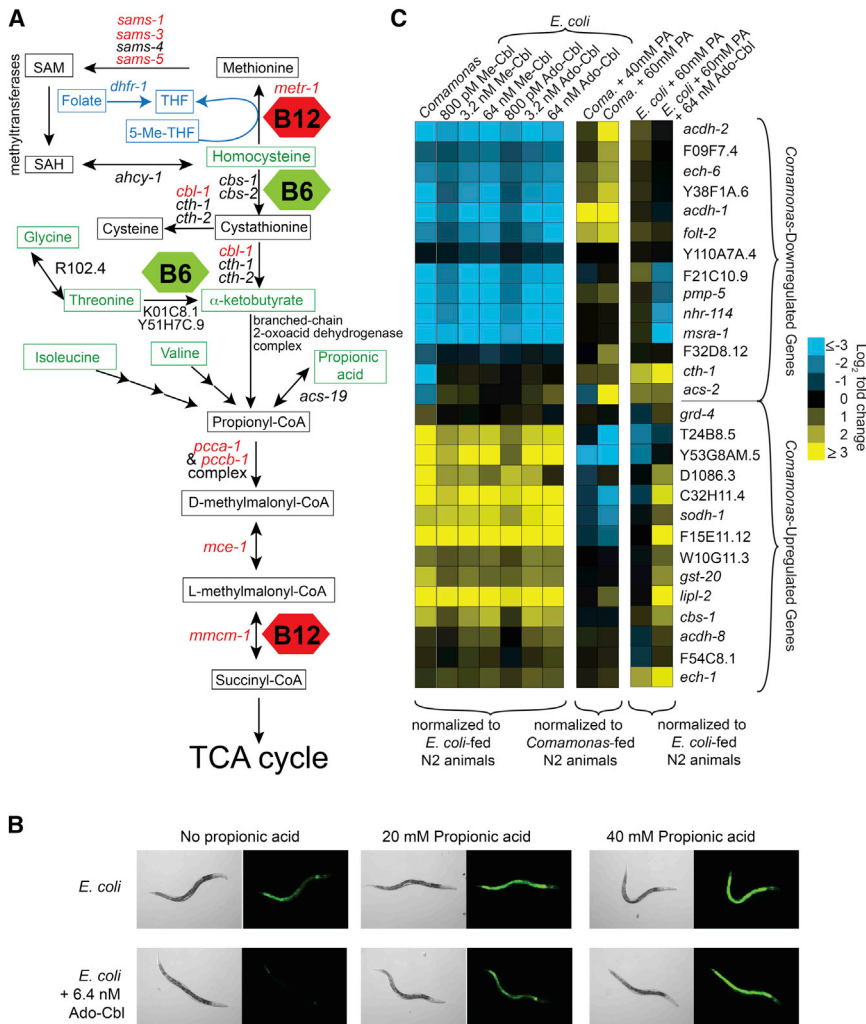 A
sams-1
sams-3
sams-4
sams-5
SAM
Methionine
methyltransferases
dhfr-1
metr-1
Folate
THF
B12
5-Me-THF
SAH
Homocysteine
ahcy-1
cbs-1
cbs-2
B6
cbl-1
cth-1
cth-2
Cysteine
Cystathionine
Glycine
cbl-1
cth-1
cth-2
R102.4
B6
Threonine
α-ketobutyrate
K01C8.1
Y51H7C.9
branched-chain
2-oxoacid dehydrogenase
complex
Isoleucine
Valine
Propionic
acid
acs-19
Propionyl-CoA
pcca-1
& pccb-1
complex
D-methylmalonyl-CoA
mce-1
L-methylmalonyl-CoA
mmcm-1
B12
Succinyl-CoA
TCA cycle
C
E. coli
Comamonas
800 pM Me-Cbl
3.2 nM Me-Cbl
64 nM Me-Cbl
800 pM Ado-Cbl
3.2 nM Ado-Cbl
64 nM Ado-Cbl
Coma. + 40mM PA
Coma. + 60mM PA
E. coli + 60mM PA
E. coli + 60mM PA
+ 64 nM Ado-Cbl
acdh-2
F09F7.4
ech-6
Y38F1A.6
acdh-1
folt-2
Y110A7A.4
F21C10.9
pmp-5
nhr-114
msra-1
F32D8.12
cth-1
acs-2
grd-4
T24B8.5
Y53G8AM.5
D1086.3
C32H11.4
sodh-1
F15E11.12
W10G11.3
gst-20
lipl-2
cbs-1
acdh-8
F54C8.1
ech-1
Comamonas-Downregulated Genes
Comamonas-Upregulated Genes
≤ -3
-2
-1
0
1
2
≥ 3
Log2 fold change
normalized to
E. coli-fed
N2 animals
normalized to
Comamonas-fed
N2 animals
normalized to
E. coli-fed
N2 animals
B
No propionic acid
20 mM Propionic acid
40 mM Propionic acid
E. coli
E. coli
+ 6.4 nM
Ado-Cbl